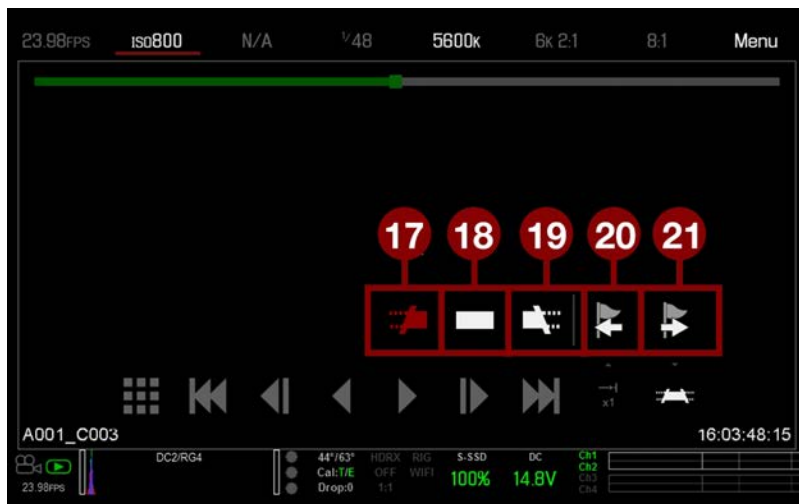 23.98FPS ISO800 N/A 1/48 5600K 6K 2:1 8:1 Menu
17 18 19 20 21
x1
A001_C003 16:03:48:15
DC2/RG4 44°/63° HDRX RIG S-SSD DC Ch1
Cal:T/E OFF WIFI 100% 14.8V Ch2
23.98FPS Drop:0 1:1 Ch3
Ch4